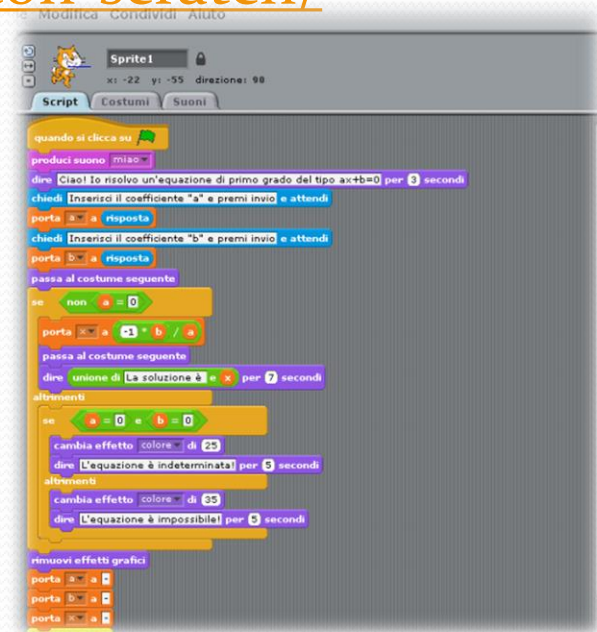 con-scratch/
Modifica Condividi Aiuto
Sprite1
x: -22 y: -55 direzione: 90
Script Costumi Suoni
quando si clicca su
produci suono miao
dire Ciao! Io risolvo un'equazione di primo grado del tipo ax+b=0 per 3 secondi
chiedi Inserisci il coefficiente "a" e premi invio e attendi
porta a a risposta
chiedi Inserisci il coefficiente "b" e premi invio e attendi
porta b a risposta
passa al costume seguente
se non a = 0
porta x a -1 * b / a
passa al costume seguente
dire unione di La soluzione è e x per 7 secondi
altrimenti
se a = 0 e b = 0
cambia effetto colore di 25
dire L'equazione è indeterminata! per 5 secondi
altrimenti
cambia effetto colore di 35
dire L'equazione è impossibile! per 5 secondi
rimuovi effetti grafici
porta a a -
porta b a -
porta x a -